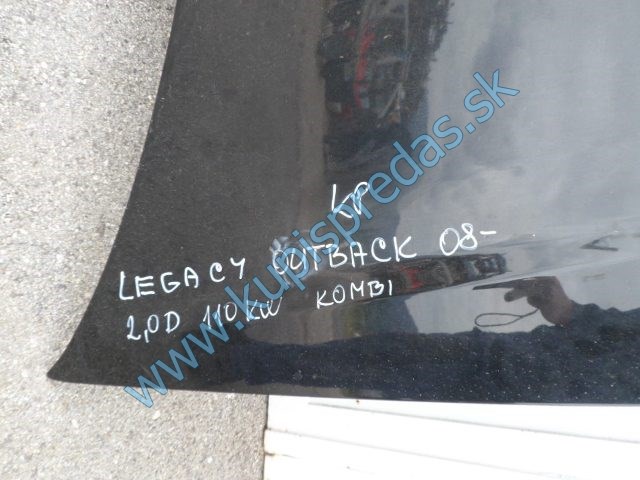 LP
LEGACY OUTBACK 08-
2,0D 110KW KOMBI
www.kupispredas.sk